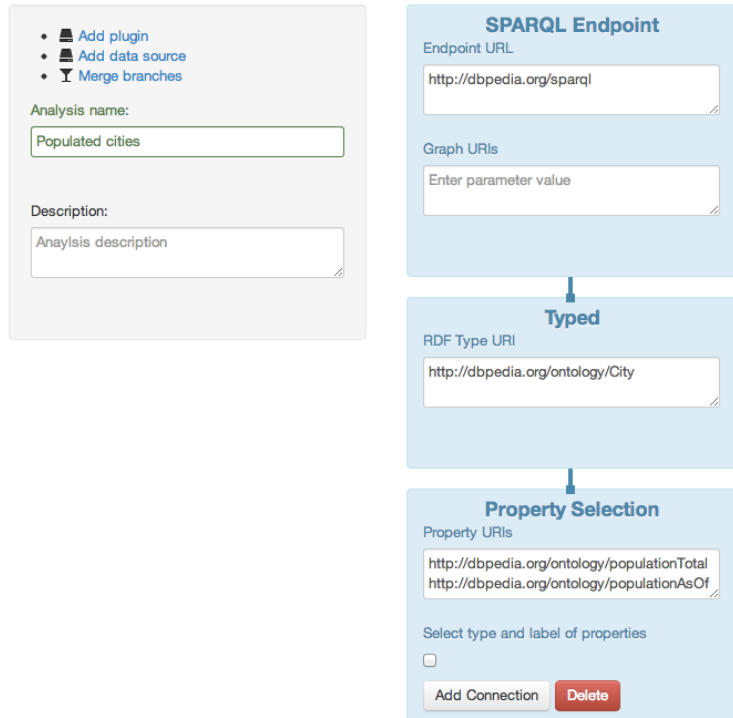 Add plugin
Add data source
Merge branches
Analysis name:
Populated cities
Description:
Anaylsis description
SPARQL Endpoint
Endpoint URL
http://dbpedia.org/sparql
Graph URIs
Enter parameter value
Typed
RDF Type URI
http://dbpedia.org/ontology/City
Property Selection
Property URIs
http://dbpedia.org/ontology/populationTotal
http://dbpedia.org/ontology/populationAsOf
Select type and label of properties
Add Connection
Delete